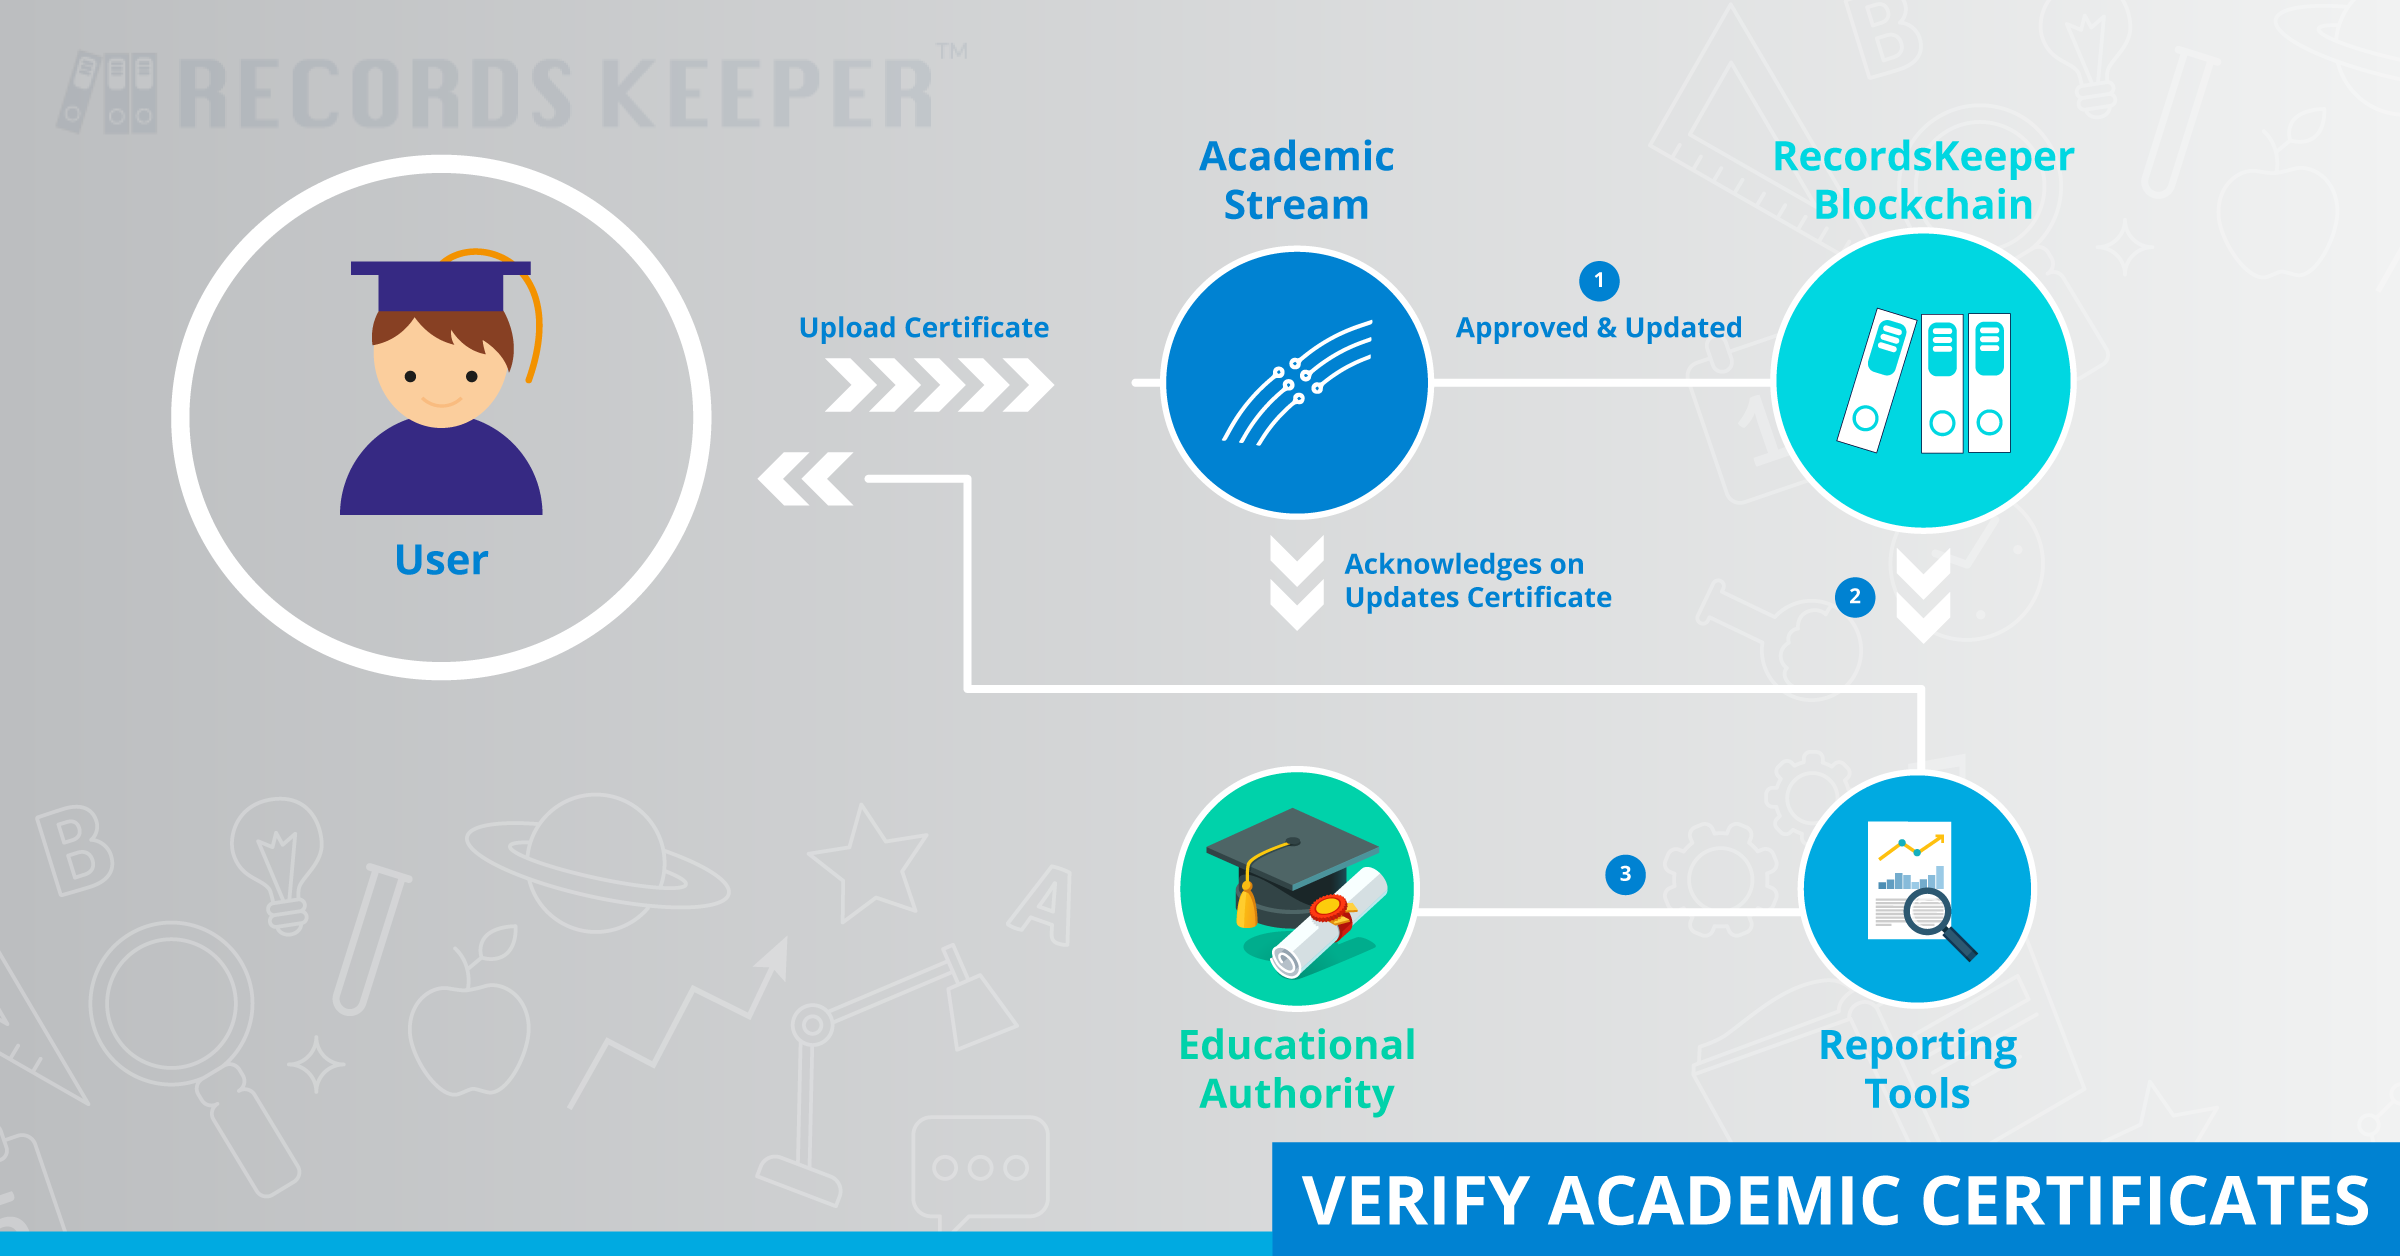 RECORDS KEEPER™
Academic
Stream
RecordsKeeper
Blockchain
1
Upload Certificate
Approved & Updated
User
Acknowledges on
Updates Certificate
2
3
Educational
Authority
Reporting
Tools
VERIFY ACADEMIC CERTIFICATES
B
A
B
1